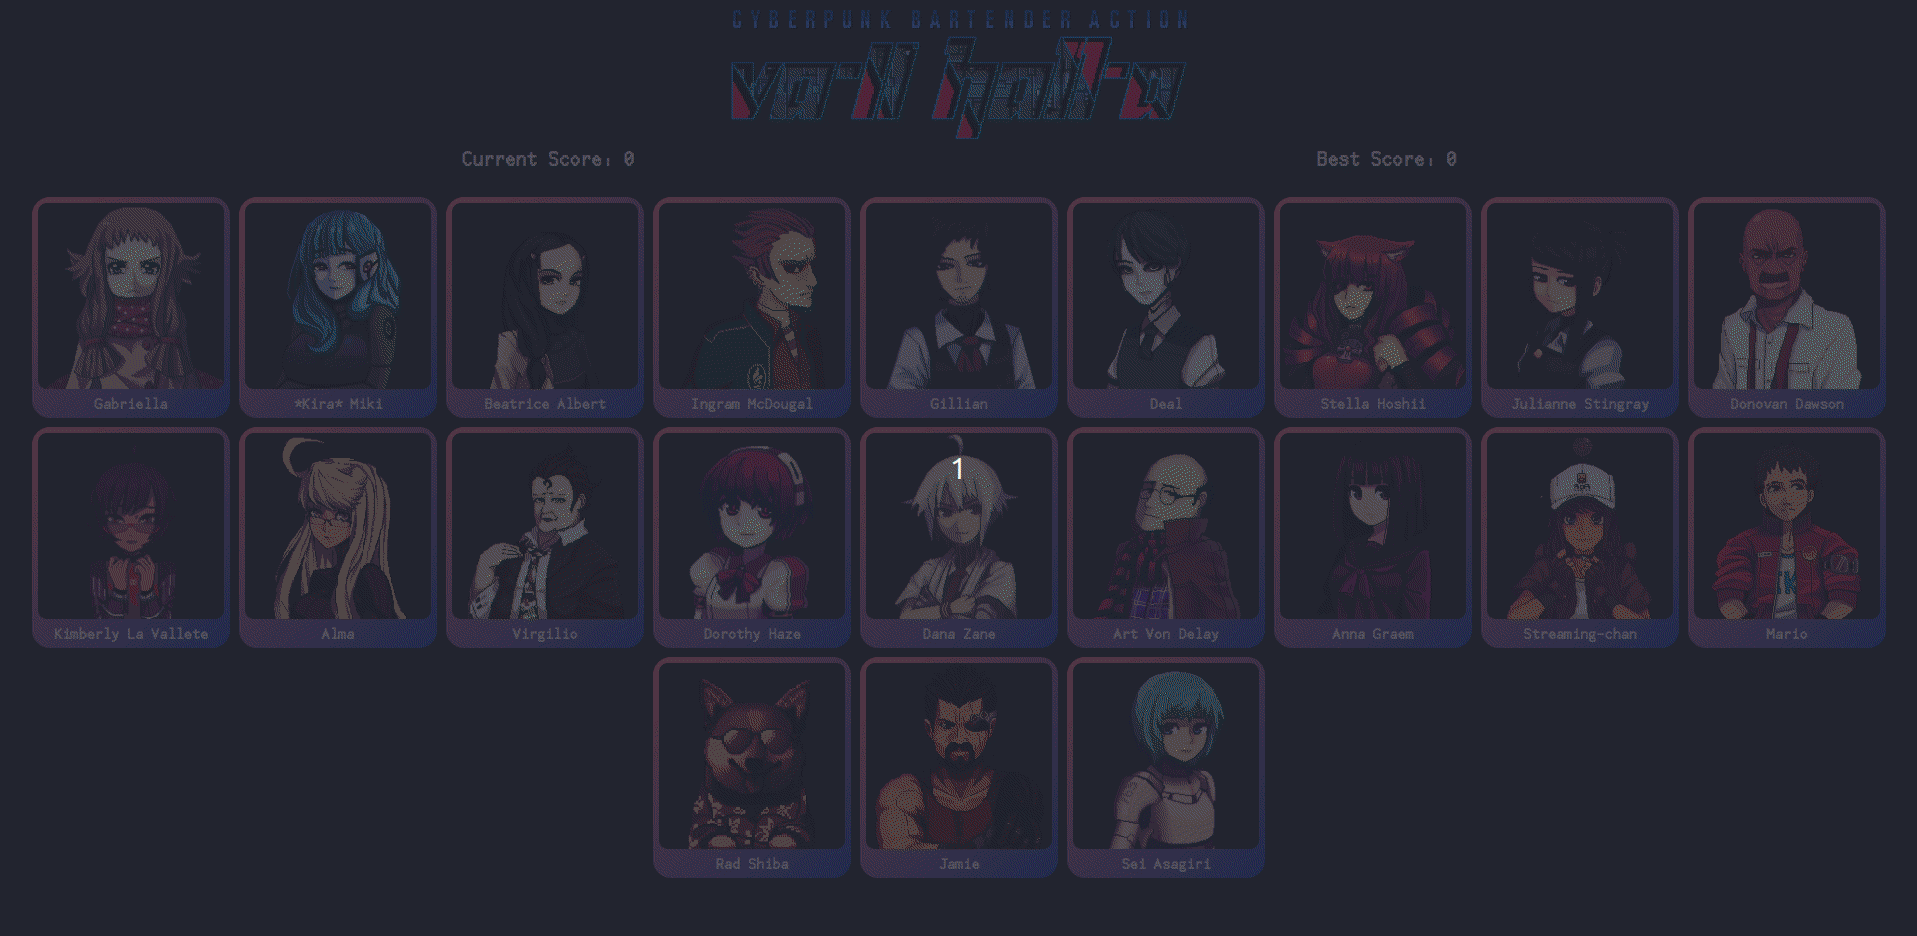 CYBERPUNK BARTENDER ACTION
va11 hall-a
Current Score: 0
Best Score: 0
Gabriella
*Kira* Miki
Beatrice Albert
Ingram McDougal
Gillian
Deal
Stella Hoshii
Julianne Stingray
Donovan Dawson
1
Kimberly La Vallete
Alma
Virgilio
Dorothy Haze
Dana Zane
Art Von Delay
Anna Graem
Streaming-chan
Mario
Rad Shiba
Jamie
Sei Asagiri